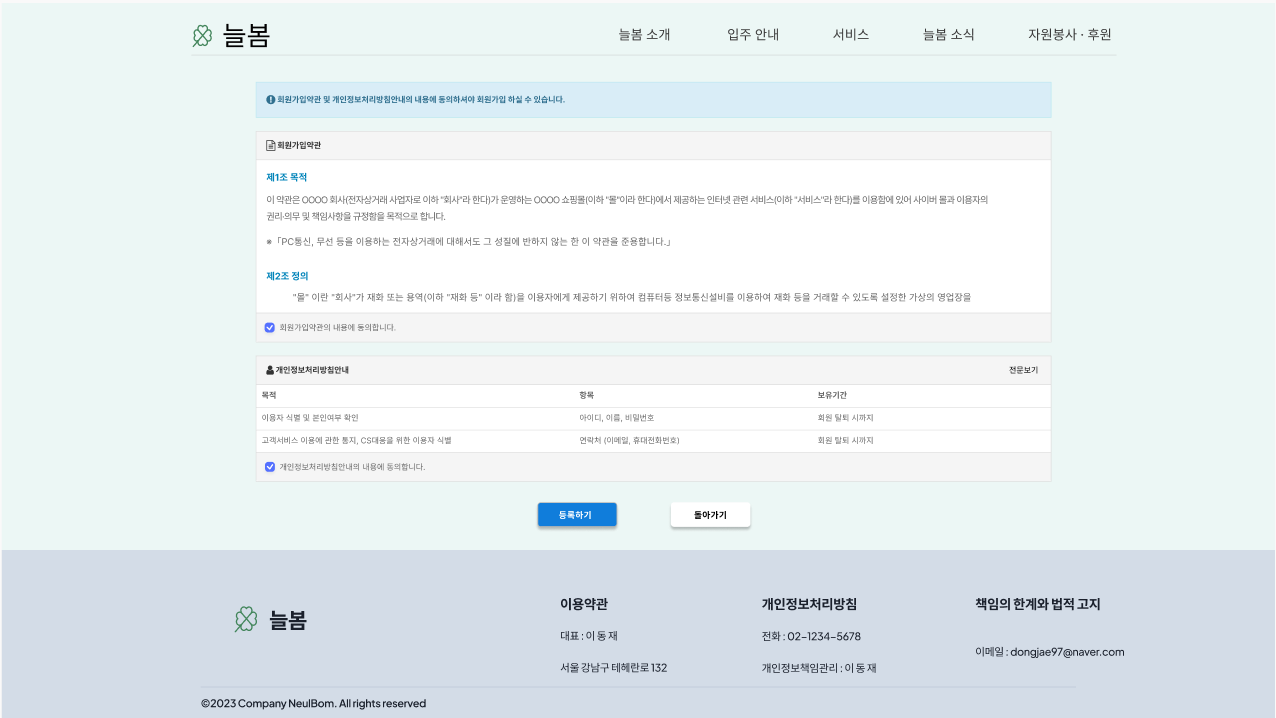 늘봄
늘봄 소개
입주 안내
서비스
늘봄 소식
자원봉사 · 후원
회원가입약관 및 개인정보처리방침안내의 내용에 동의하셔야 회원가입 하실 수 있습니다.
회원가입약관
제1조 목적
이 약관은 OOOO 회사(전자상거래 사업자로 이하 "회사"라 한다)가 운영하는 OOOO 쇼핑몰(이하 "몰"이라 한다)에서 제공하는 인터넷 관련 서비스(이하 "서비스"라 한다)를 이용함에 있어 사이버 몰과 이용자의
권리·의무 및 책임사항을 규정함을 목적으로 합니다.
※「PC통신, 무선 등을 이용하는 전자상거래에 대해서도 그 성질에 반하지 않는 한 이 약관을 준용합니다.」
제2조 정의
"몰" 이란 "회사"가 재화 또는 용역(이하 "재화 등" 이라 함)을 이용자에게 제공하기 위하여 컴퓨터등 정보통신설비를 이용하여 재화 등을 거래할 수 있도록 설정한 가상의 영업장을
회원가입약관의 내용에 동의합니다.
개인정보처리방침안내
전문보기
목적 항목 보유기간
이용자 식별 및 본인여부 확인 아이디, 이름, 비밀번호 회원 탈퇴 시까지
고객서비스 이용에 관한 통지, CS대응을 위한 이용자 식별 연락처 (이메일, 휴대전화번호) 회원 탈퇴 시까지
개인정보처리방침안내의 내용에 동의합니다.
등록하기
돌아가기
늘봄
이용약관
대표 : 이 동 재
서울 강남구 테헤란로 132
개인정보처리방침
전화 : 02-1234-5678
개인정보책임관리 : 이 동 재
책임의 한계와 법적 고지
이메일 : dongjae97@naver.com
©2023 Company NeulBom. All rights reserved